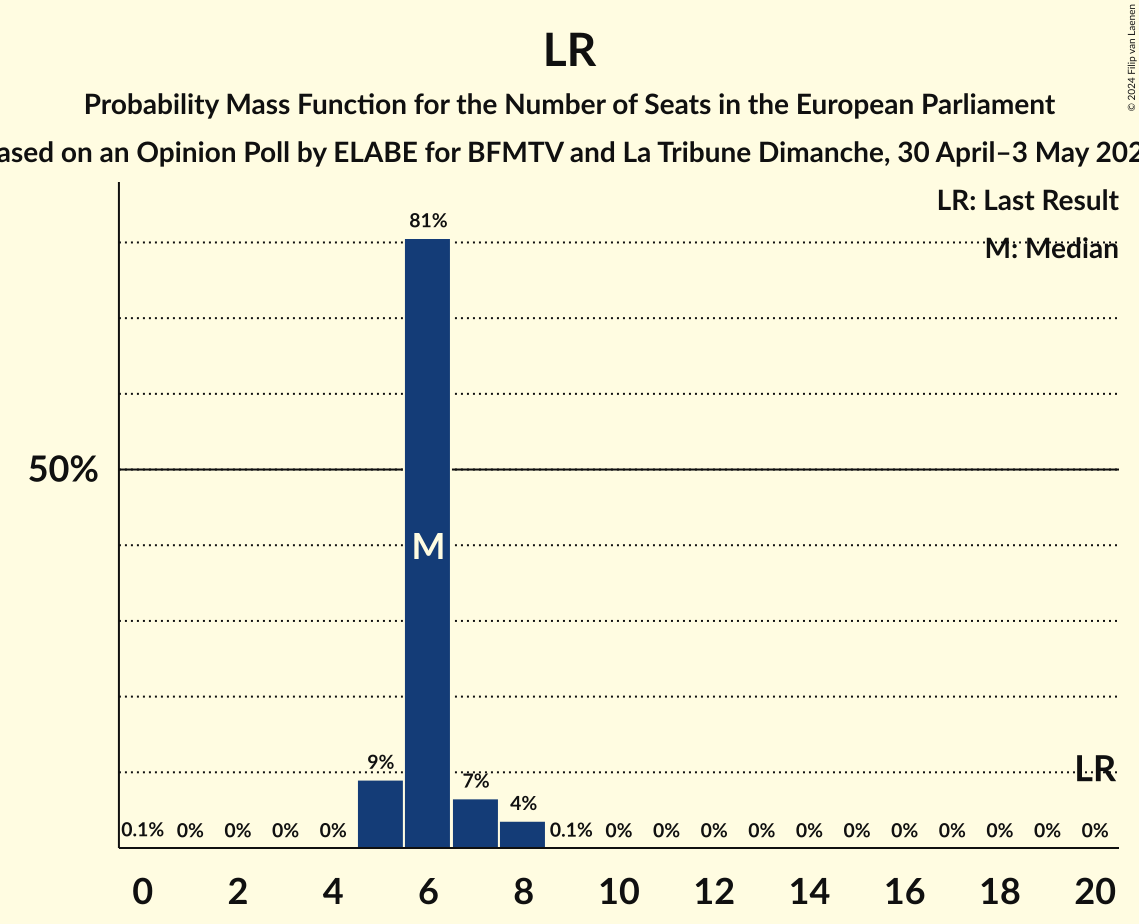 LR
Probability Mass Function for the Number of Seats in the European Parliament
ased on an Opinion Poll by ELABE for BFMTV and La Tribune Dimanche, 30 April–3 May 202
© 2024 Filip van Laenen
LR: Last Result
M: Median
81%
50%
M
9%
7%
4%
LR
0.1% 0% 0% 0% 0% 0.1% 0% 0% 0% 0% 0% 0% 0% 0% 0% 0% 0%
0 2 4 6 8 10 12 14 16 18 20